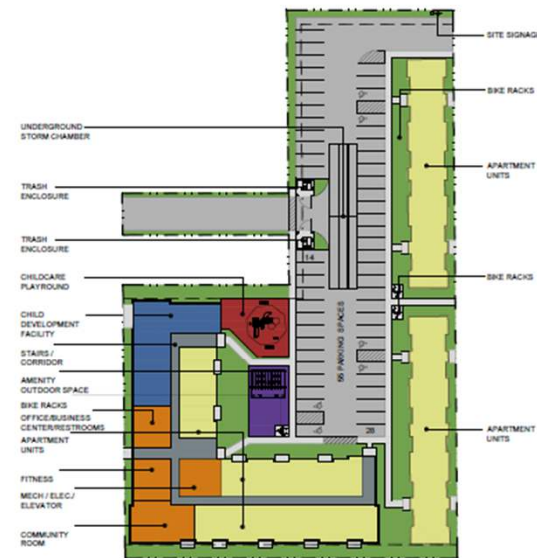 SITE SIGNAGE
BIKE RACKS
UNDERGROUND
STORM CHAMBER
APARTMENT
UNITS
TRASH
ENCLOSURE
TRASH
ENCLOSURE
14
BIKE RACKS
CHILDCARE
PLAYGROUND
CHILD
DEVELOPMENT
FACILITY
STAIRS /
CORRIDOR
56 PARKING SPACES
AMENITY
OUTDOOR SPACE
BIKE RACKS
OFFICE/BUSINESS
CENTER/RESTROOMS
APARTMENT
UNITS
28
APARTMENT
UNITS
FITNESS
MECH / ELEC./
ELEVATOR
COMMUNITY
ROOM